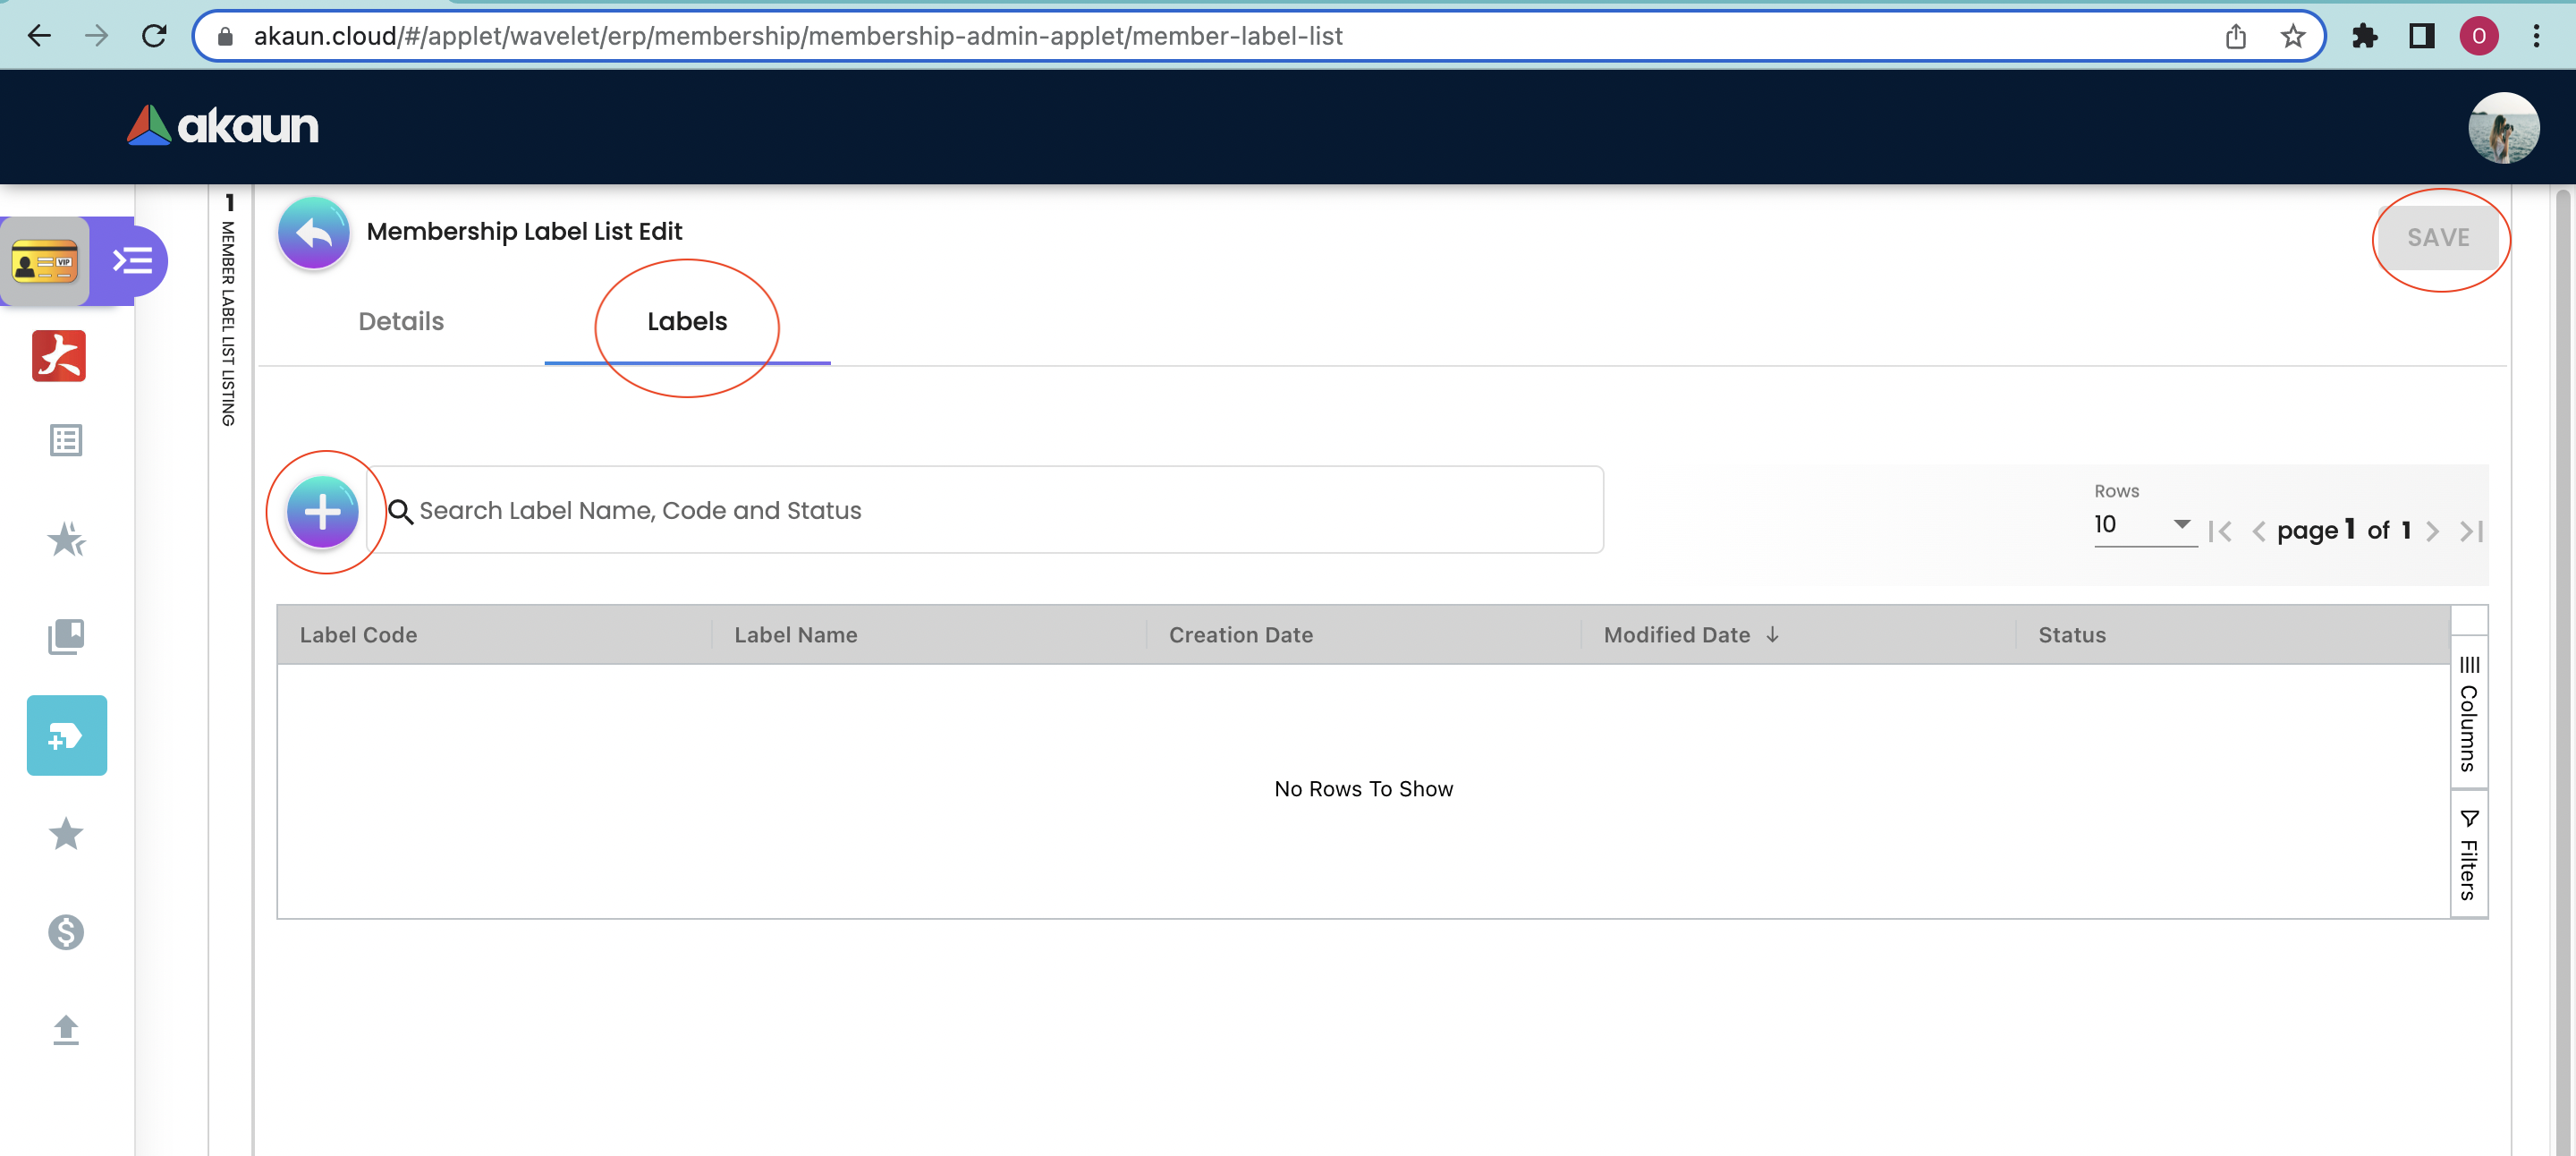 akaun.cloud/#/applet/wavelet/erp/membership/membership-admin-applet/member-label-list
O
akaun
1
MEMBER LABEL LIST LISTING
Membership Label List Edit
SAVE
VIP
Details
Labels
Search Label Name, Code and Status
Rows
10
page 1 of 1
Label Code
Label Name
Creation Date
Modified Date
Status
Columns
No Rows To Show
Filters